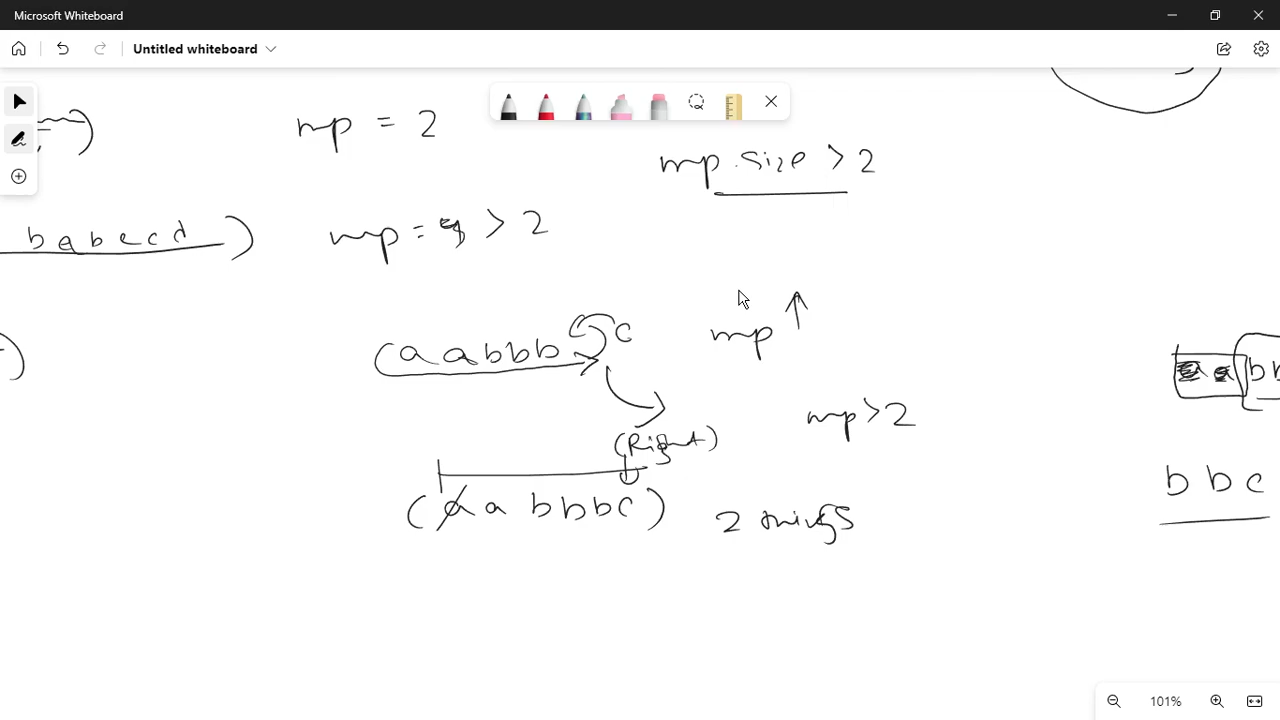 Microsoft Whiteboard
Untitled whiteboard
mp = 2
mp.size > 2
b a b e c d )
mp = > 2
(a a b b b c
mp ↑
mp > 2
(Right)
b b c
( a a b b b c )
2 things
101%